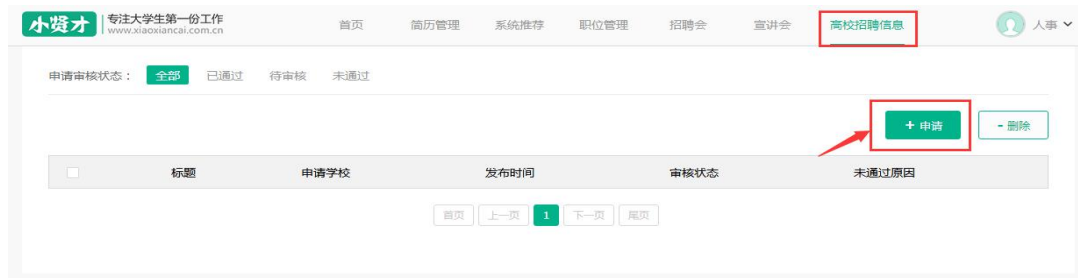 小贤才 专注大学生第一份工作
www.xiaoxiancai.com.cn
首页 简历管理 系统推荐 职位管理 招聘会 宣讲会 高校招聘信息 人事
申请审核状态： 全部 已通过 待审核 未通过
+ 申请 - 删除
标题 申请学校 发布时间 审核状态 未通过原因
首页 上一页 1 下一页 尾页